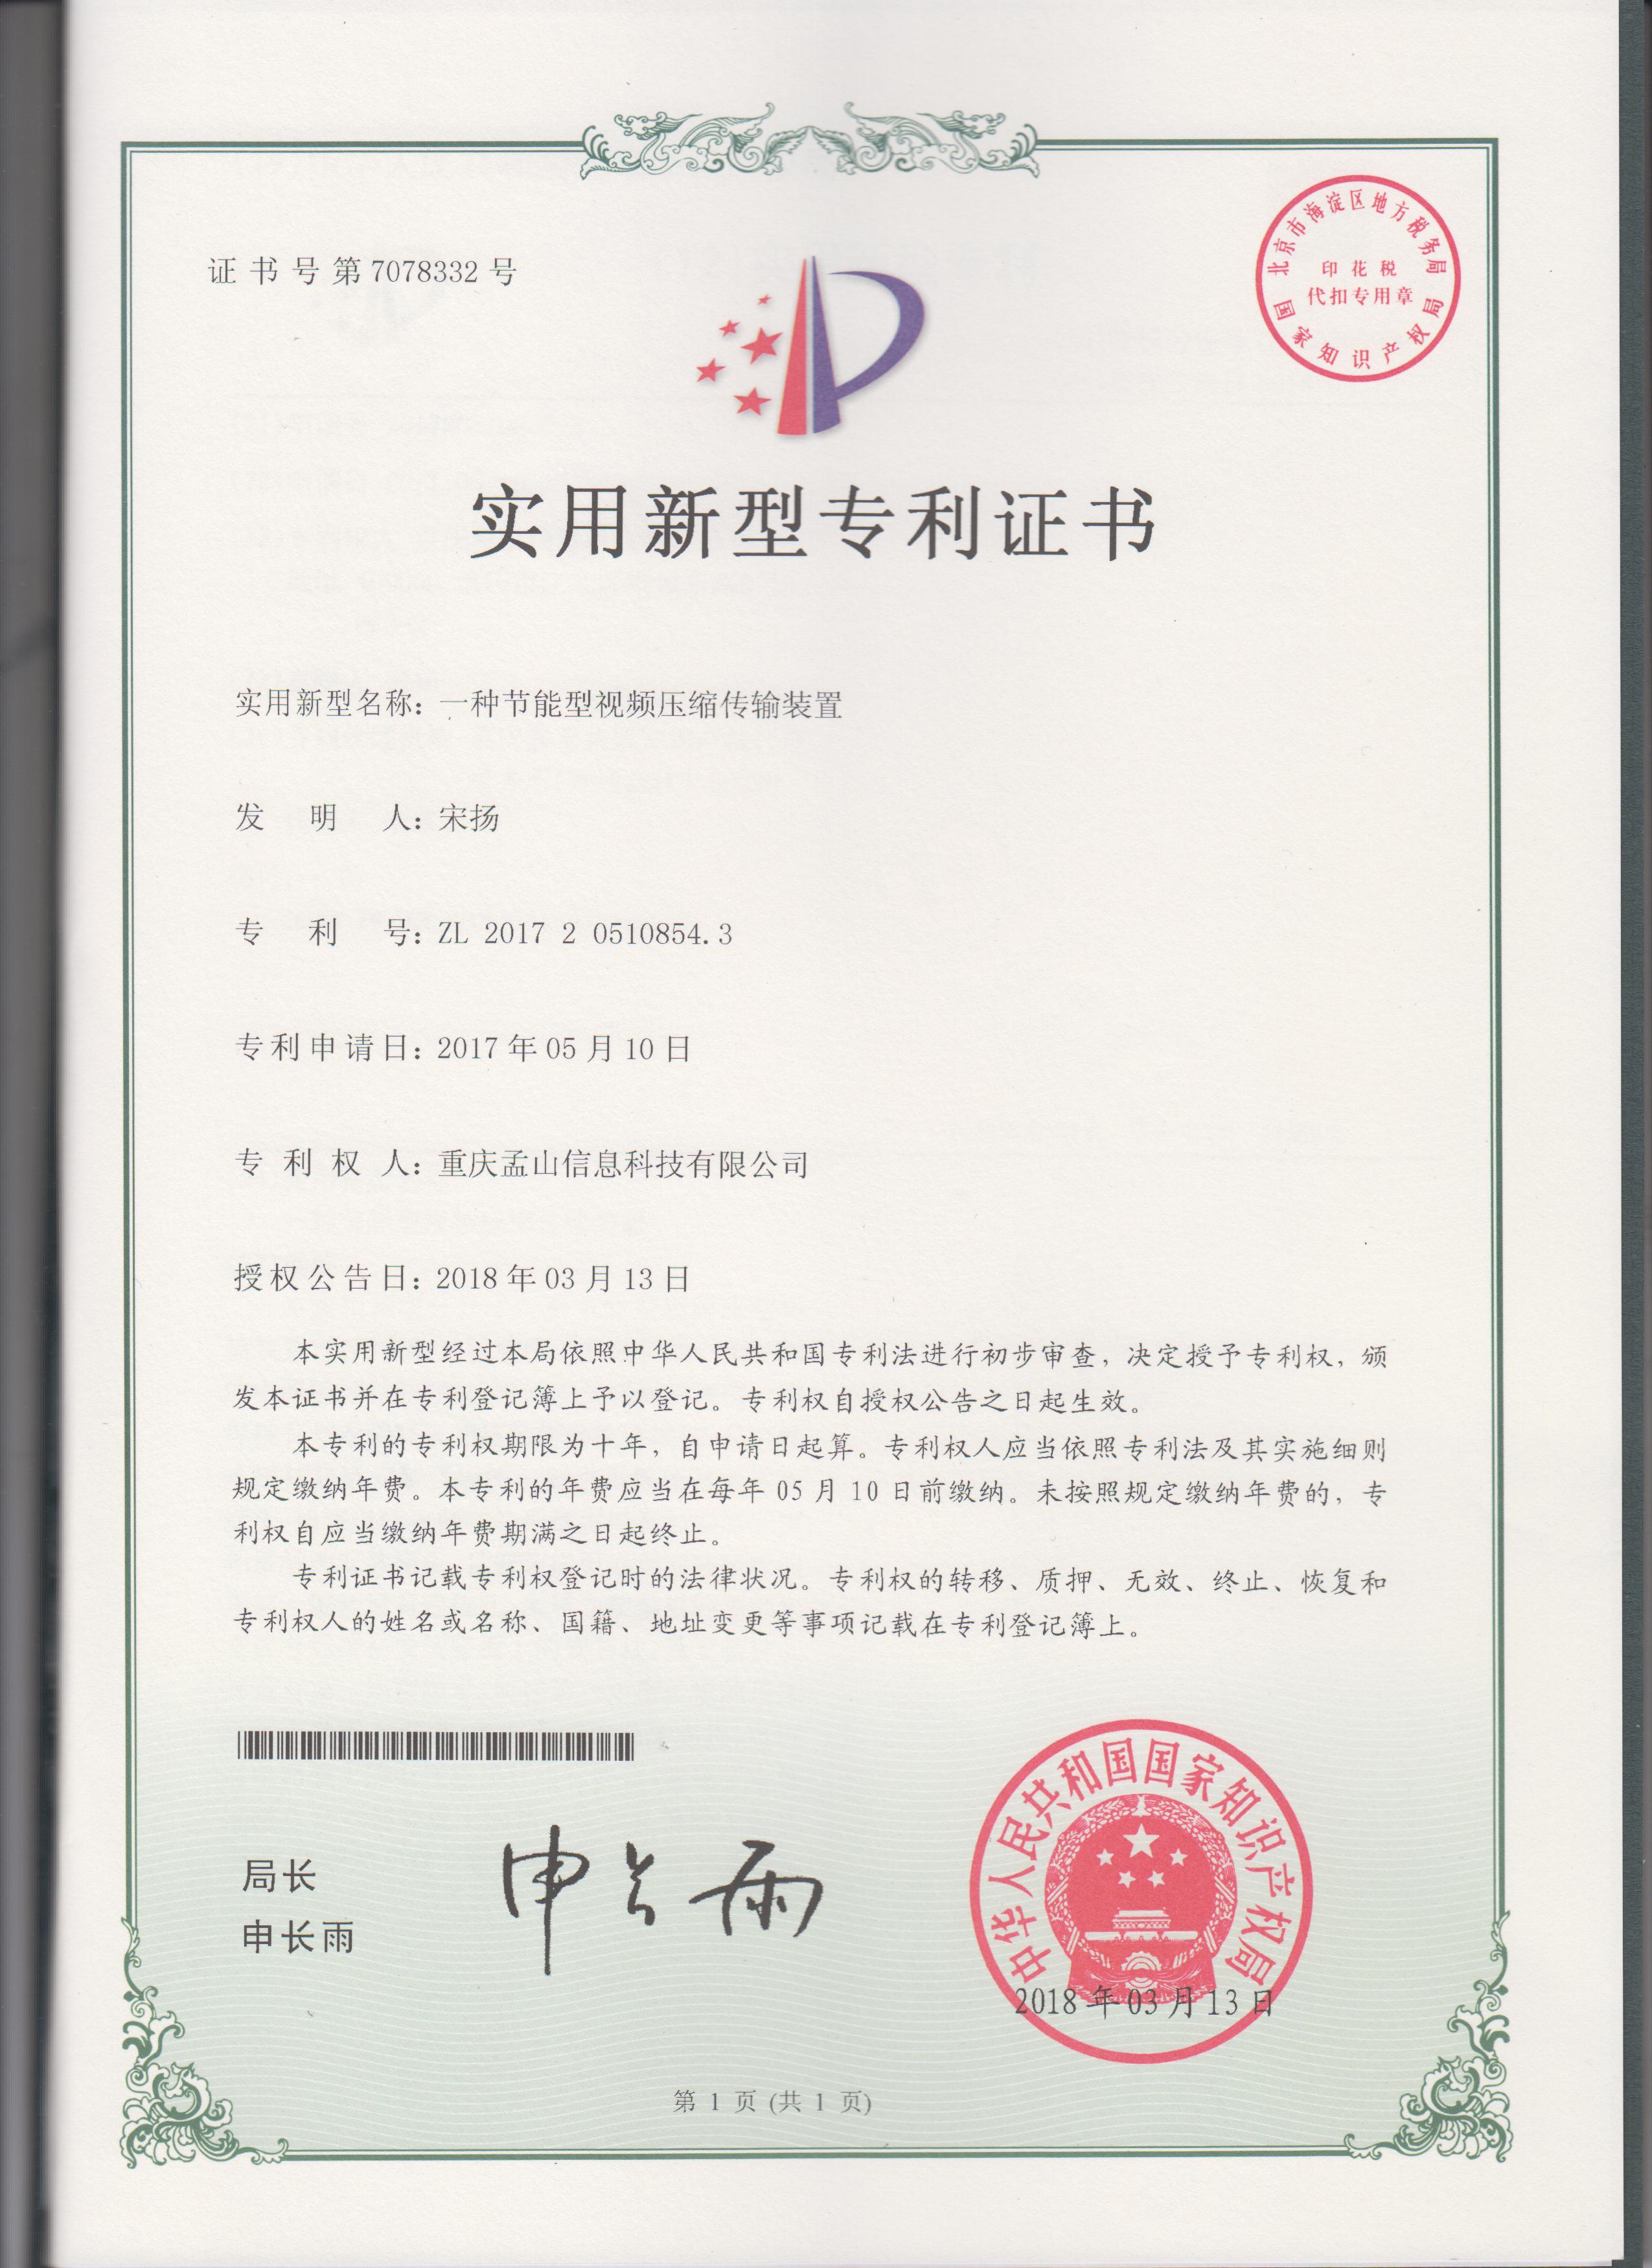 证书号第7078332号
北京市海淀区地方税务局
印花税
代扣专用章
国家知识产权局
实用新型专利证书
实用新型名称：一种节能型视频压缩传输装置
发明人：宋扬
专利号：ZL 2017 2 0510854.3
专利申请日：2017年05月10日
专利权人：重庆孟山信息科技有限公司
授权公告日：2018年03月13日
本实用新型经过本局依照中华人民共和国专利法进行初步审查，决定授予专利权，颁
发本证书并在专利登记簿上予以登记。专利权自授权公告之日起生效。
本专利的专利权期限为十年，自申请日起算。专利权人应当依照专利法及其实施细则
规定缴纳年费。本专利的年费应当在每年05月10日前缴纳。未按照规定缴纳年费的，专
利权自应当缴纳年费期满之日起终止。
专利证书记载专利权登记时的法律状况。专利权的转移、质押、无效、终止、恢复和
专利权人的姓名或名称、国籍、地址变更等事项记载在专利登记簿上。
局长
申长雨
申长雨
中华人民共和国国家知识产权局
2018年03月13日
第 1 页 (共 1 页)